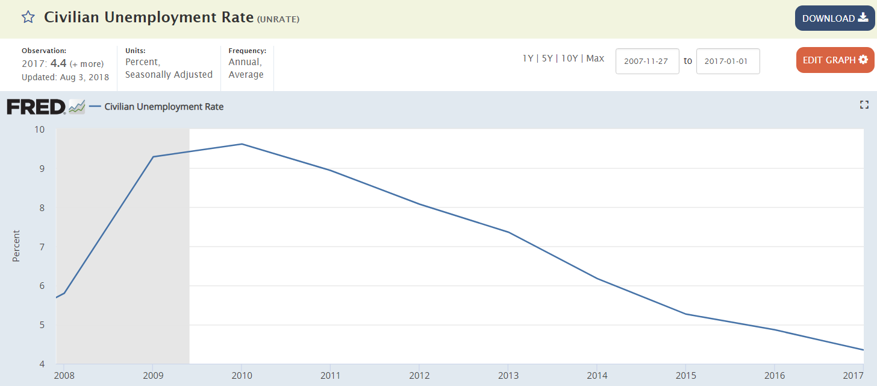 Civilian Unemployment Rate (UNRATE)
DOWNLOAD
Observation:
2017: 4.4 (+ more)
Updated: Aug 3, 2018
Units:
Percent,
Seasonally Adjusted
Frequency:
Annual,
Average
1Y | 5Y | 10Y | Max
2007-11-27 to 2017-01-01
EDIT GRAPH
FRED — Civilian Unemployment Rate
Percent
10
9
8
7
6
5
4
2008 2009 2010 2011 2012 2013 2014 2015 2016 2017